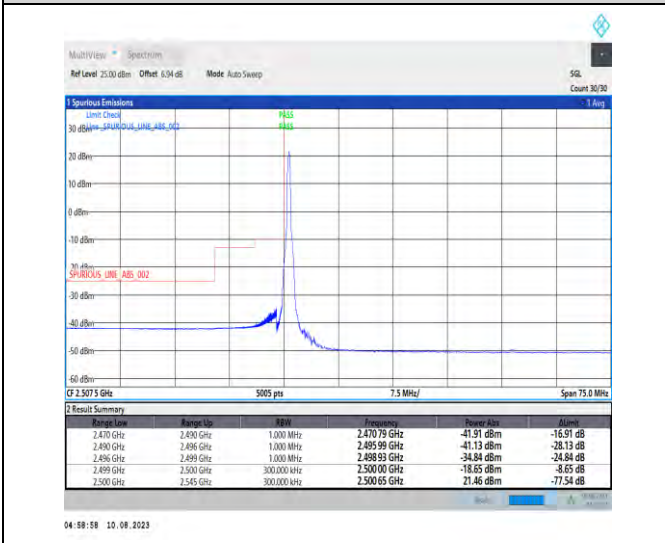 MultiView Spectrum
Ref Level 25.00 dBm Offset 6.94 dB Mode Auto Sweep SGL
Count 30/30
1 Spurious Emissions 1 Avg
Limit Check PASS
Line _SPURIOUS_LINE_ABS_002 PASS
30 dBm
20 dBm
10 dBm
0 dBm
-10 dBm
-20 dBm
SPURIOUS_LINE_ABS_002
-30 dBm
-40 dBm
-50 dBm
-60 dBm
CF 2.5075 GHz 5005 pts 7.5 MHz/ Span 75.0 MHz
2 Result Summary
Range Low Range Up RBW Frequency Power Abs ΔLimit
2.470 GHz 2.490 GHz 1.000 MHz 2.470 79 GHz -41.91 dBm -16.91 dB
2.490 GHz 2.496 GHz 1.000 MHz 2.495 99 GHz -41.13 dBm -28.13 dB
2.496 GHz 2.499 GHz 1.000 MHz 2.498 93 GHz -34.84 dBm -24.84 dB
2.499 GHz 2.500 GHz 300.000 kHz 2.500 00 GHz -18.65 dBm -8.65 dB
2.500 GHz 2.545 GHz 300.000 kHz 2.500 65 GHz 21.46 dBm -77.54 dB
04:58:58 10.08.2023